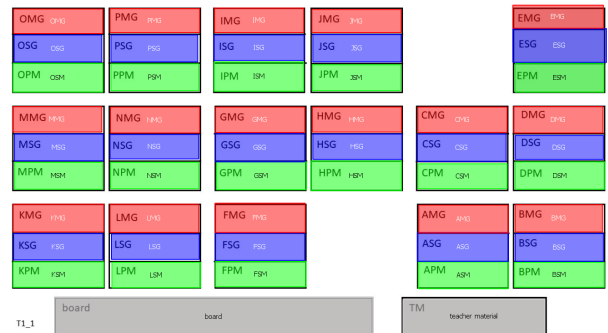 OMG OMG PMG PMG IMG IMG JMG JMG EMG EMG
OSG OSG PSG PSG ISG ISG JSG JSG ESG ESG
OPM OSM PPM PSM IPM ISM JPM JSM EPM ESM
MMG MMG NMG NMG GMG GMG HMG HMG CMG CMG DMG DMG
MSG MSG NSG NSG GSG GSG HSG HSG CSG CSG DSG DSG
MPM MSM NPM NSM GPM GSM HPM HSM CPM CSM DPM DSM
KMG KMG LMG LMG FMG FMG AMG AMG BMG BMG
KSG KSG LSG LSG FSG FSG ASG ASG BSG BSG
KPM KSM LPM LSM FPM FSM APM ASM BPM BSM
board TM
board teacher material
T1_1